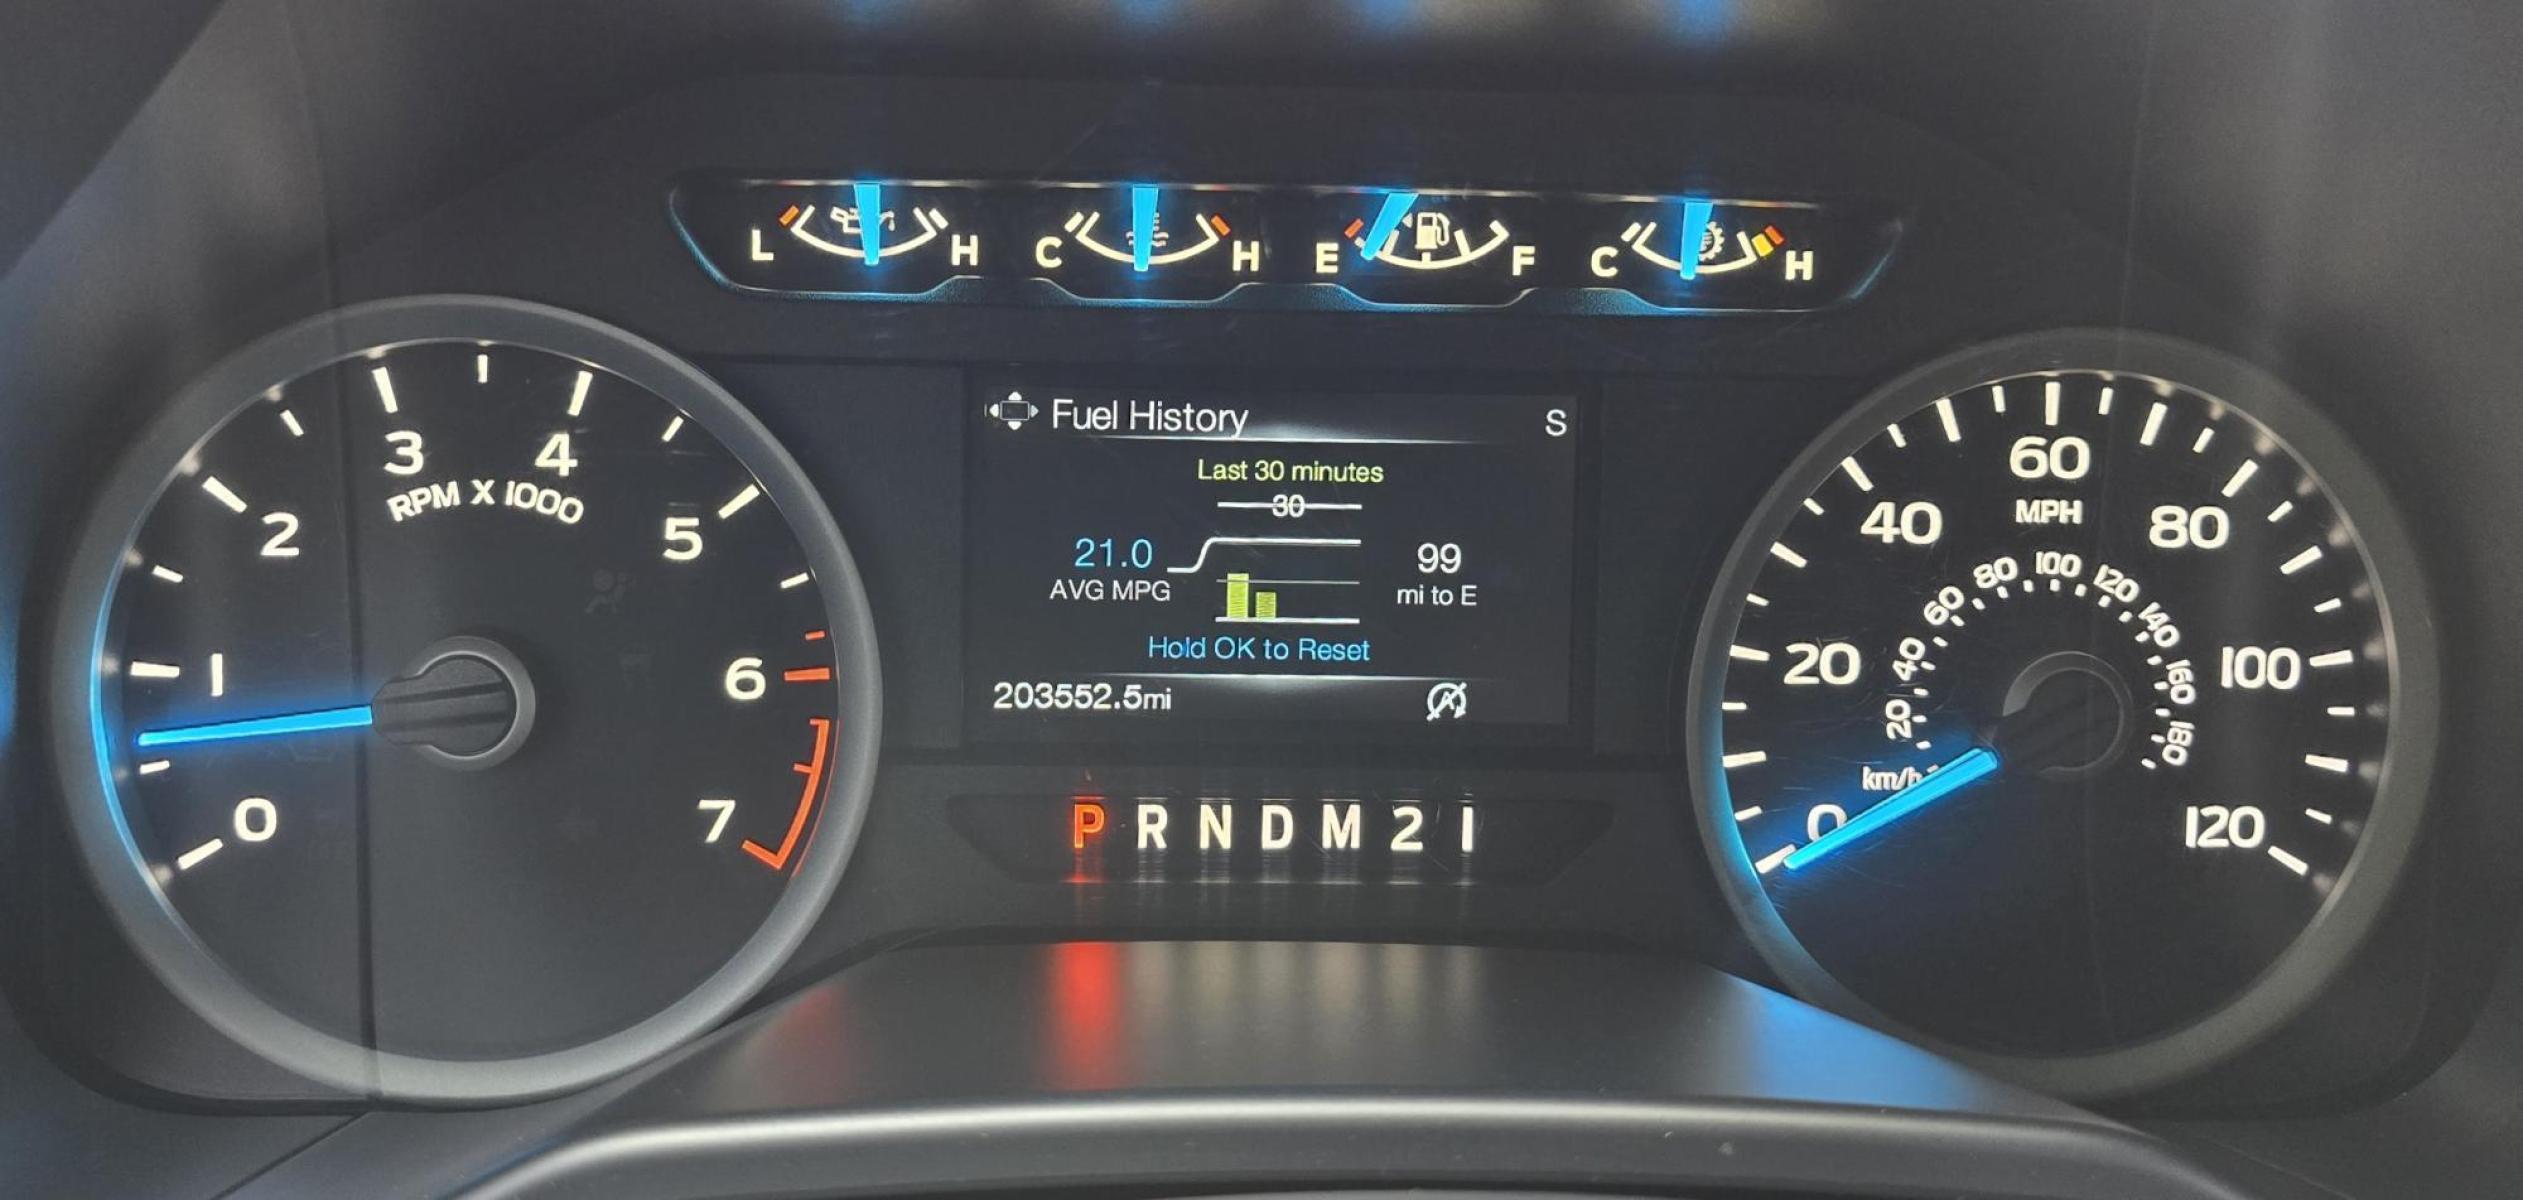 L H C H E F C H
3 4
RPM X 1000
2 5
1 6
0 7
Fuel History S
Last 30 minutes
30
21.0 99
AVG MPG mi to E
Hold OK to Reset
203552.5mi
P R N D M 2 1
60
MPH
40 80
20 100
0 120
20 40 60 80 100 120 140 160 180
km/h